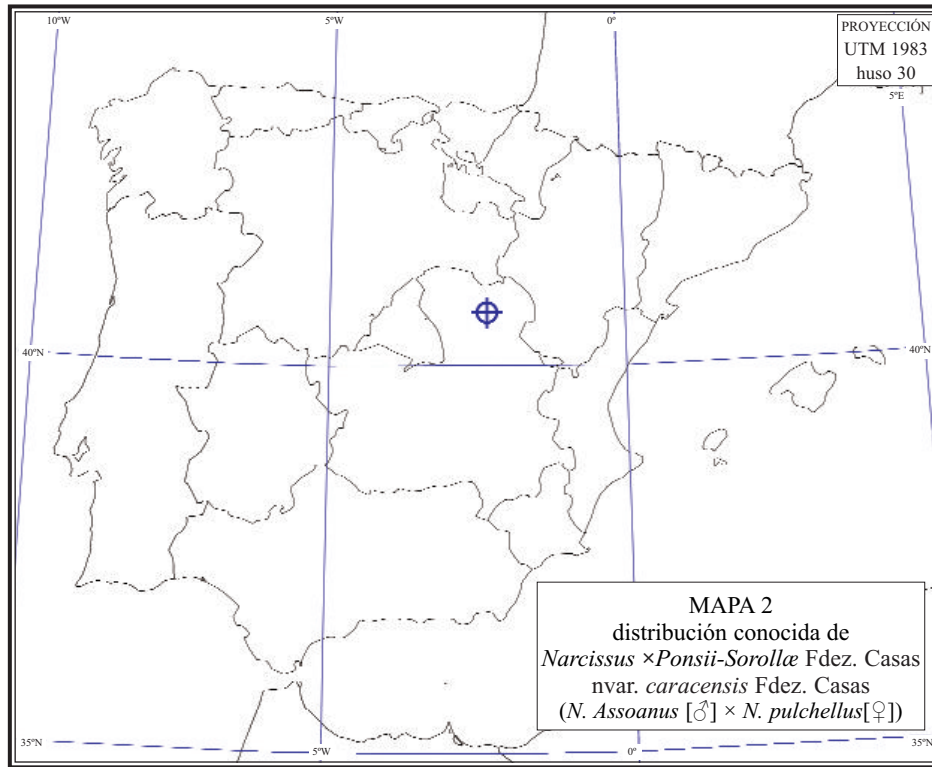 10ºW
5ºW
0º
PROYECCIÓN
UTM 1983
huso 30
5ºE
40ºN
40ºN
MAPA 2
distribución conocida de
Narcissus ×Ponsii-Sorollæ Fdez. Casas
nvar. caracensis Fdez. Casas
(N. Assoanus [♂] × N. pulchellus[♀])
35ºN
5ºW
0º
35ºN